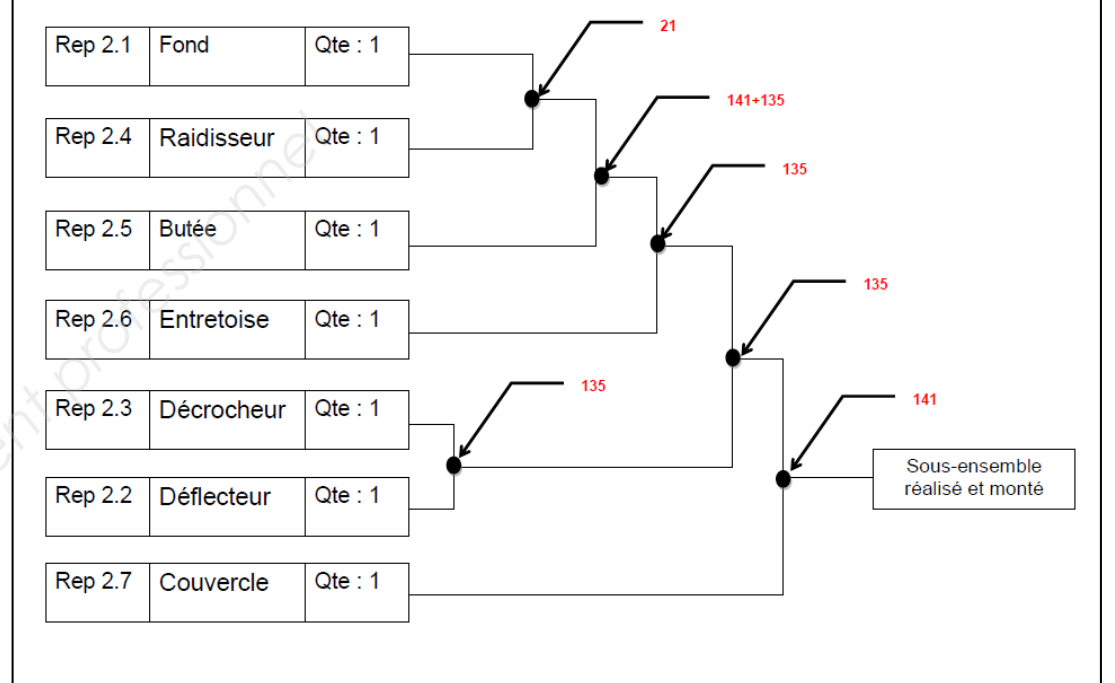 21
Rep 2.1 Fond Qte : 1
141+135
Rep 2.4 Raidisseur Qte : 1
135
Rep 2.5 Butée Qte : 1
135
Rep 2.6 Entretoise Qte : 1
135
141
Rep 2.3 Décrocheur Qte : 1
Sous-ensemble
réalisé et monté
Rep 2.2 Déflecteur Qte : 1
Rep 2.7 Couvercle Qte : 1
ent professionnel